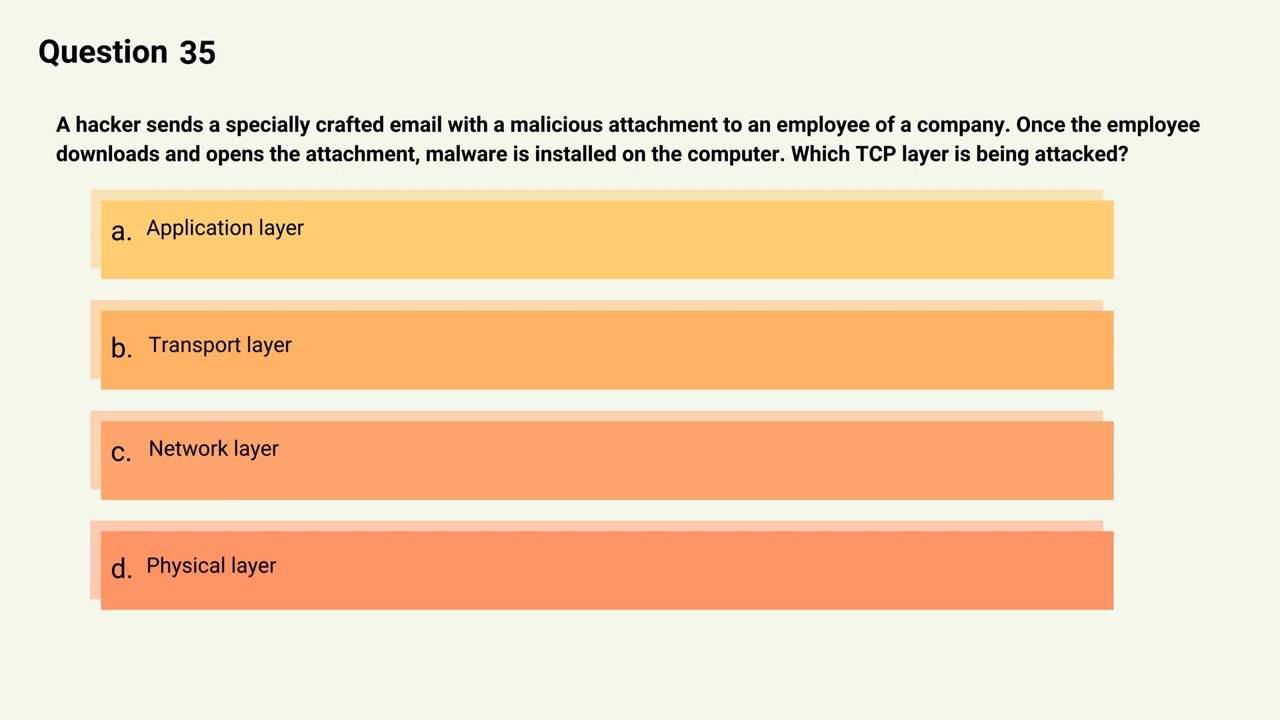 Question 35
A hacker sends a specially crafted email with a malicious attachment to an employee of a company. Once the employee
downloads and opens the attachment, malware is installed on the computer. Which TCP layer is being attacked?
a. Application layer
b. Transport layer
c. Network layer
d. Physical layer